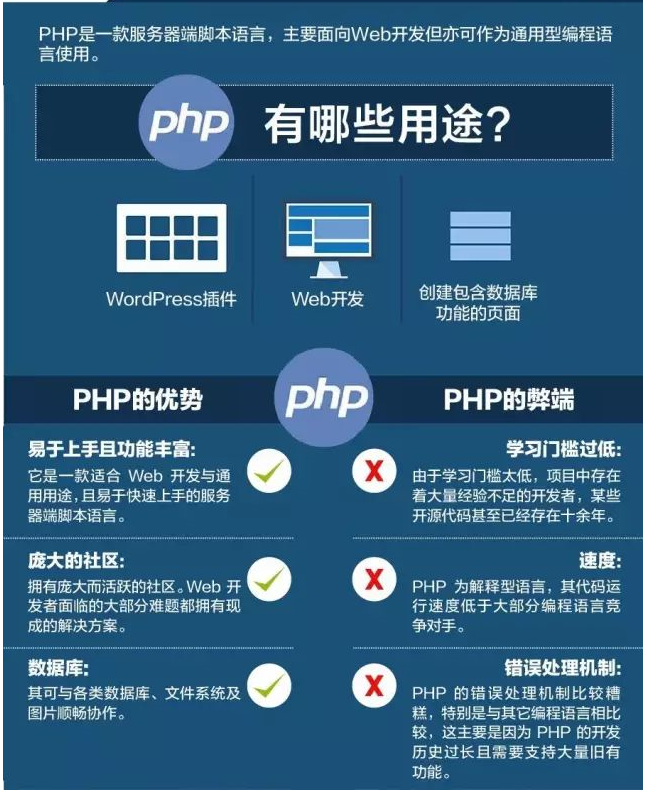 PHP是一款服务器端脚本语言，主要面向Web开发但亦可作为通用型编程语
言使用。
php 有哪些用途？
WordPress插件
Web开发
创建包含数据库
功能的页面
PHP的优势
php
PHP的弊端
易于上手且功能丰富:
它是一款适合 Web 开发与通
用用途，且易于快速上手的服务
器端脚本语言。
学习门槛过低:
由于学习门槛太低，项目中存在
着大量经验不足的开发者，某些
开源代码甚至已经存在十余年。
庞大的社区:
拥有庞大而活跃的社区。Web 开
发者面临的大部分难题都拥有现
成的解决方案。
速度:
PHP 为解释型语言，其代码运
行速度低于大部分编程语言竞
争对手。
数据库:
其可与各类数据库、文件系统及
图片顺畅协作。
错误处理机制:
PHP 的错误处理机制比较糟
糕，特别是与其它编程语言相比
较，这主要是因为 PHP 的开发
历史过长且需要支持大量旧有
功能。